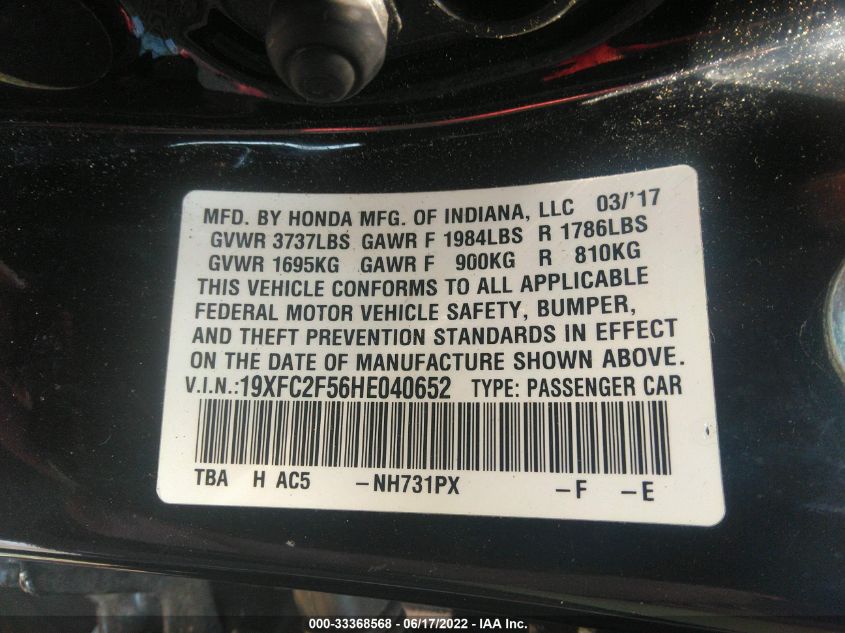 MFD. BY HONDA MFG. OF INDIANA, LLC 03/'17
GVWR 3737LBS GAWR F 1984LBS R 1786LBS
GVWR 1695KG GAWR F 900KG R 810KG
THIS VEHICLE CONFORMS TO ALL APPLICABLE
FEDERAL MOTOR VEHICLE SAFETY, BUMPER,
AND THEFT PREVENTION STANDARDS IN EFFECT
ON THE DATE OF MANUFACTURE SHOWN ABOVE.
V.I.N.:19XFC2F56HE040652 TYPE: PASSENGER CAR
TBA H AC5 –NH731PX –F –E
000-33368568 - 06/17/2022 - IAA Inc.